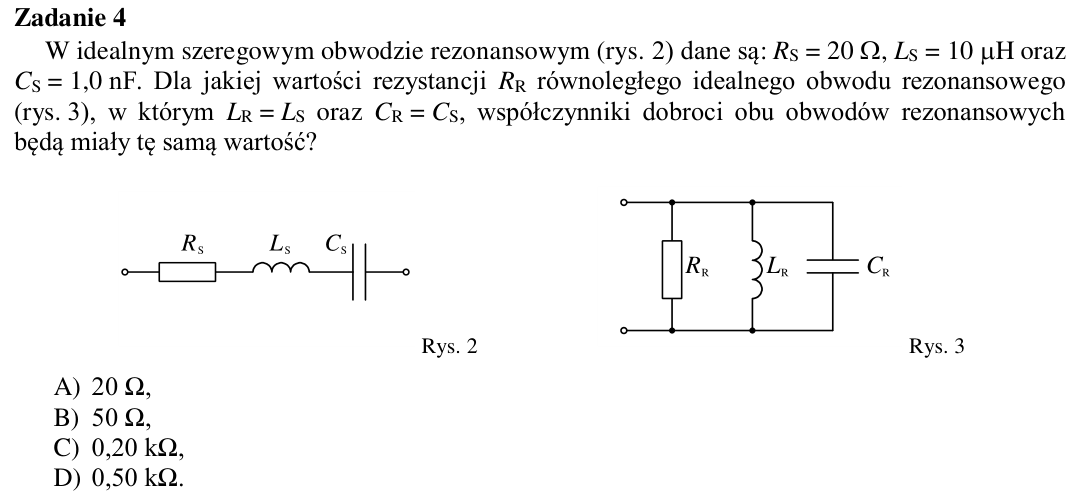 Zadanie 4
W idealnym szeregowym obwodzie rezonansowym (rys. 2) dane są: RS = 20 Ω, LS = 10 μH oraz
CS = 1,0 nF. Dla jakiej wartości rezystancji RR równoległego idealnego obwodu rezonansowego
(rys. 3), w którym LR = LS oraz CR = CS, współczynniki dobroci obu obwodów rezonansowych
będą miały tę samą wartość?
RS LS CS
Rys. 2
RR LR CR
Rys. 3
A) 20 Ω,
B) 50 Ω,
C) 0,20 kΩ,
D) 0,50 kΩ.